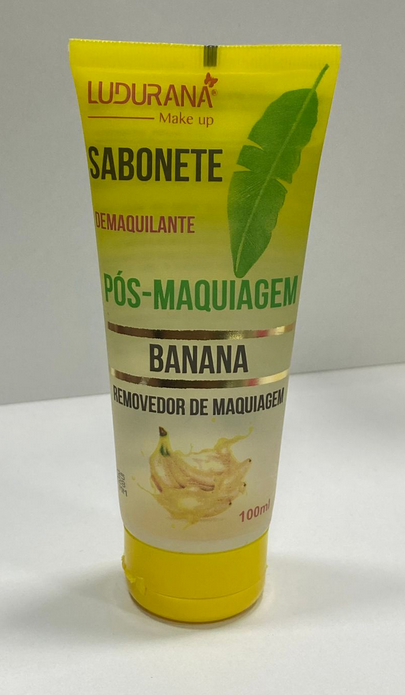 LUDURANA®
Make up
SABONETE
DEMAQUILANTE
PÓS-MAQUIAGEM
BANANA
REMOVEDOR DE MAQUIAGEM
100ml